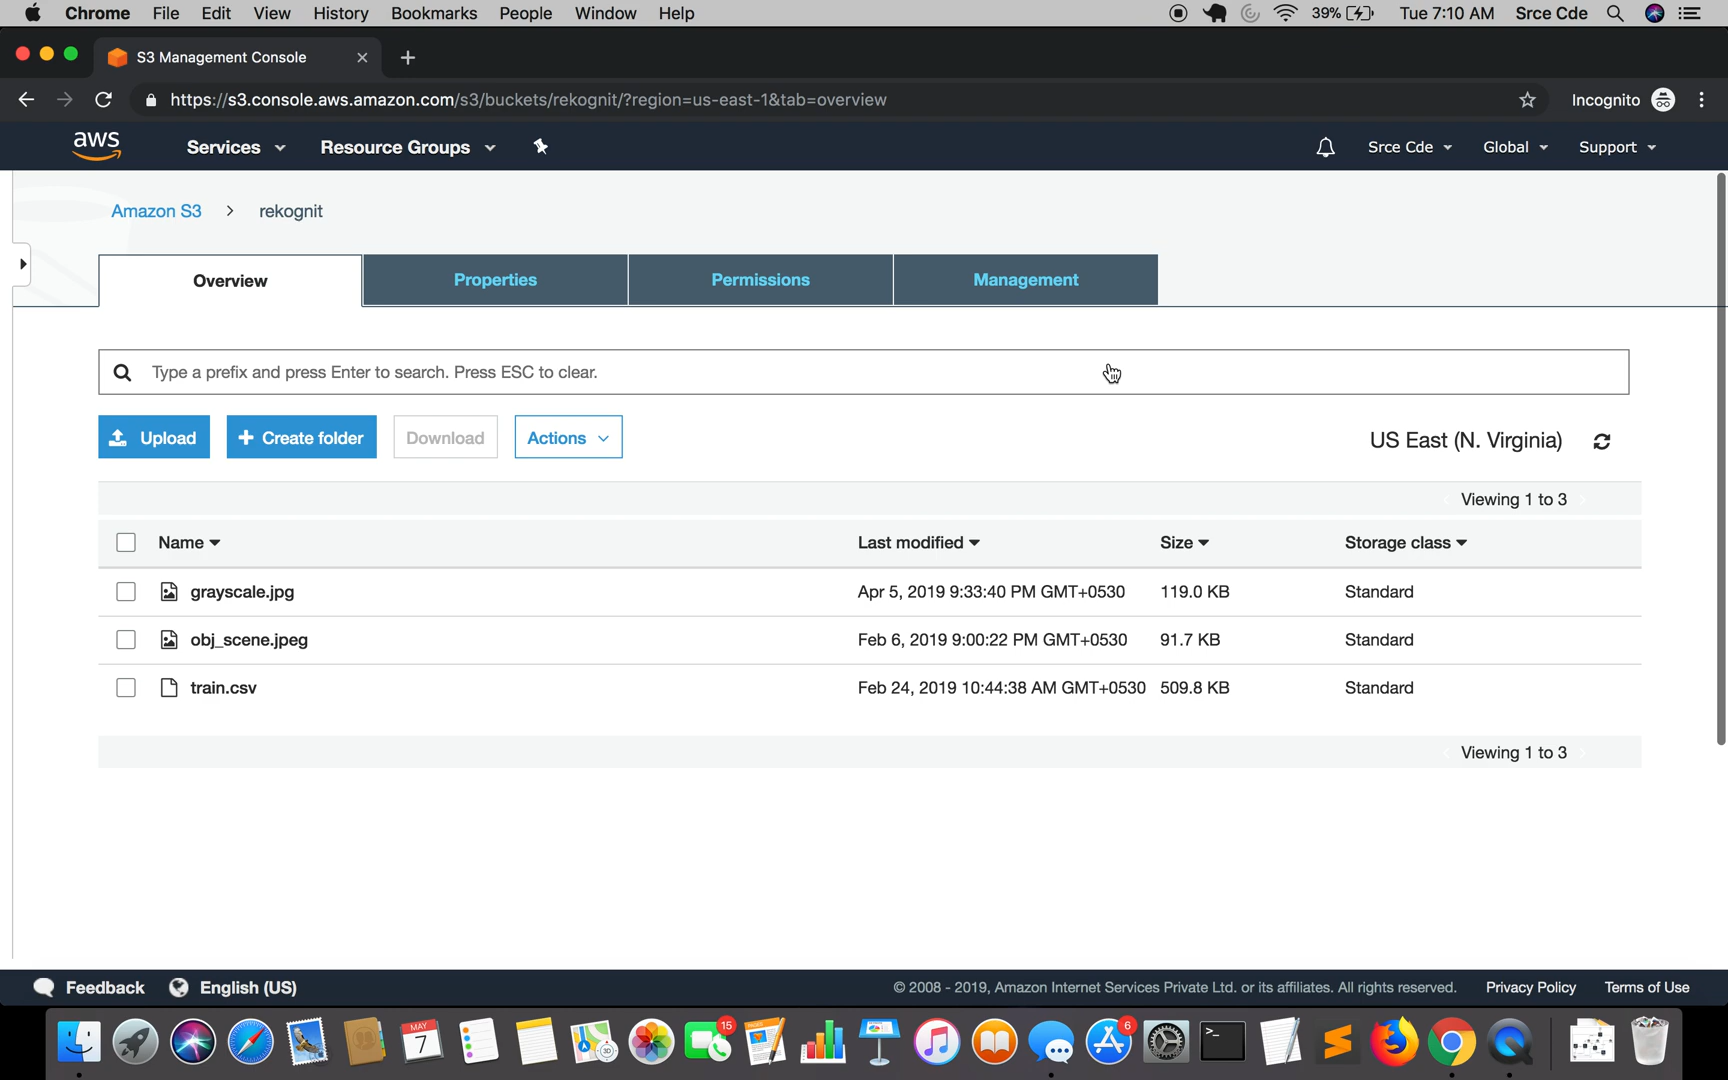 Chrome File Edit View History Bookmarks People Window Help 39% Tue 7:10 AM Srce Cde
S3 Management Console
https://s3.console.aws.amazon.com/s3/buckets/rekognit/?region=us-east-1&tab=overview Incognito
aws Services Resource Groups Srce Cde Global Support
Amazon S3 > rekognit
Overview Properties Permissions Management
Type a prefix and press Enter to search. Press ESC to clear.
Upload + Create folder Download Actions US East (N. Virginia)
Viewing 1 to 3
Name Last modified Size Storage class
grayscale.jpg Apr 5, 2019 9:33:40 PM GMT+0530 119.0 KB Standard
obj_scene.jpeg Feb 6, 2019 9:00:22 PM GMT+0530 91.7 KB Standard
train.csv Feb 24, 2019 10:44:38 AM GMT+0530 509.8 KB Standard
Viewing 1 to 3
Feedback English (US) © 2008 - 2019, Amazon Internet Services Private Ltd. or its affiliates. All rights reserved. Privacy Policy Terms of Use
MAY 7 3D 15 PAGES 6 >_